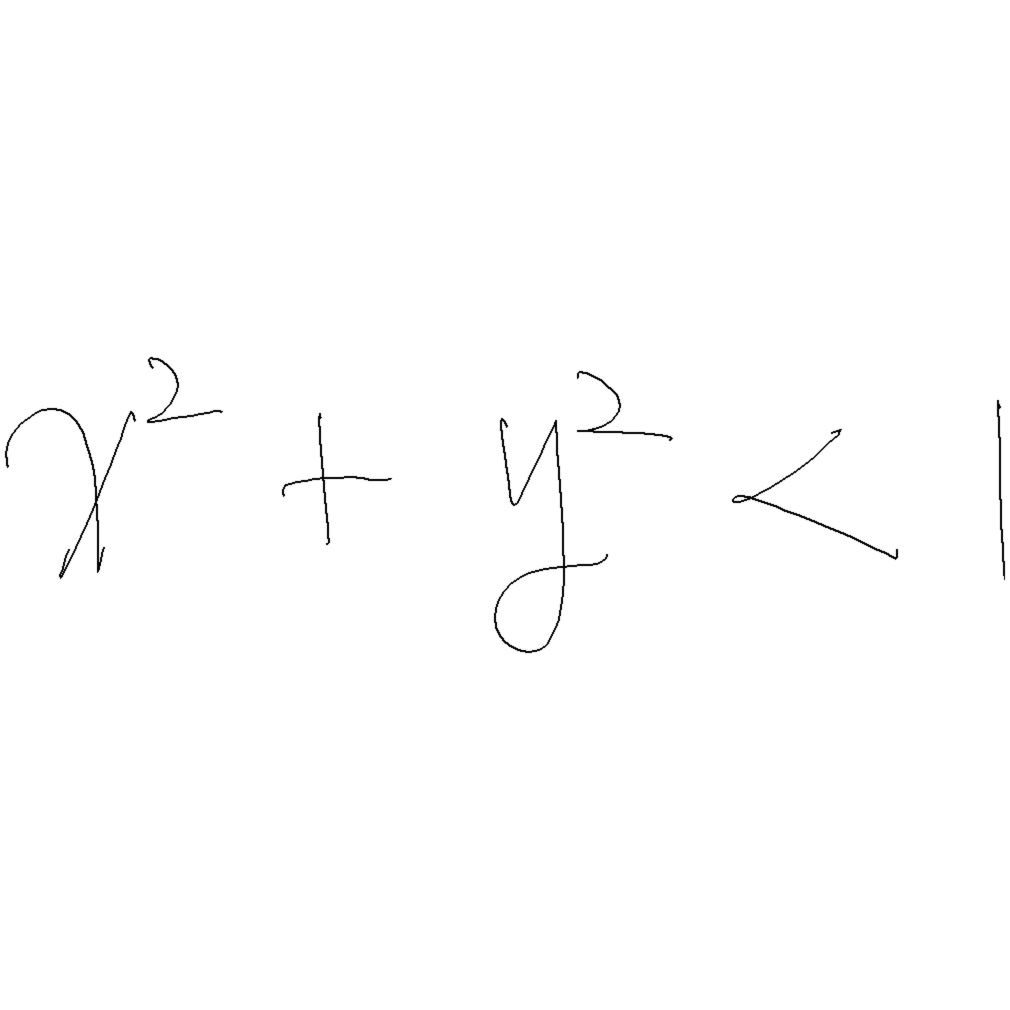 x² + y² < 1